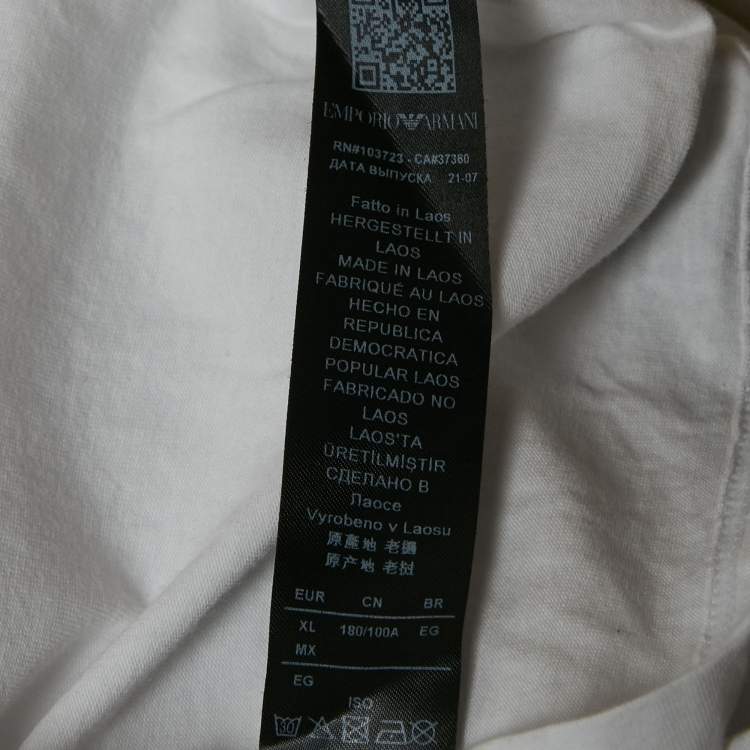 EMPORIO ARMANI
RN#103723 - CA#37360
ДАТА ВЫПУСКА 21-07
Fatto in Laos
HERGESTELLT IN
LAOS
MADE IN LAOS
FABRIQUÉ AU LAOS
HECHO EN
REPUBLICA
DEMOCRATICA
POPULAR LAOS
FABRICADO NO
LAOS
LAOS'TA
ÜRETILMIŞTIR
СДЕЛАНО В
Лаосе
Vyrobeno v Laosu
原產地 老撾
原产地 老挝
EUR CN BR
XL 180/100A EG
MX
EG
ISO
30